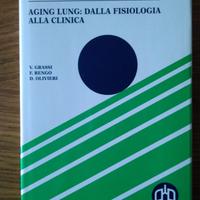 AGING LUNG: DALLA FISIOLOGIA
ALLA CLINICA
V. GRASSI
F. RENGO
D. OLIVIERI